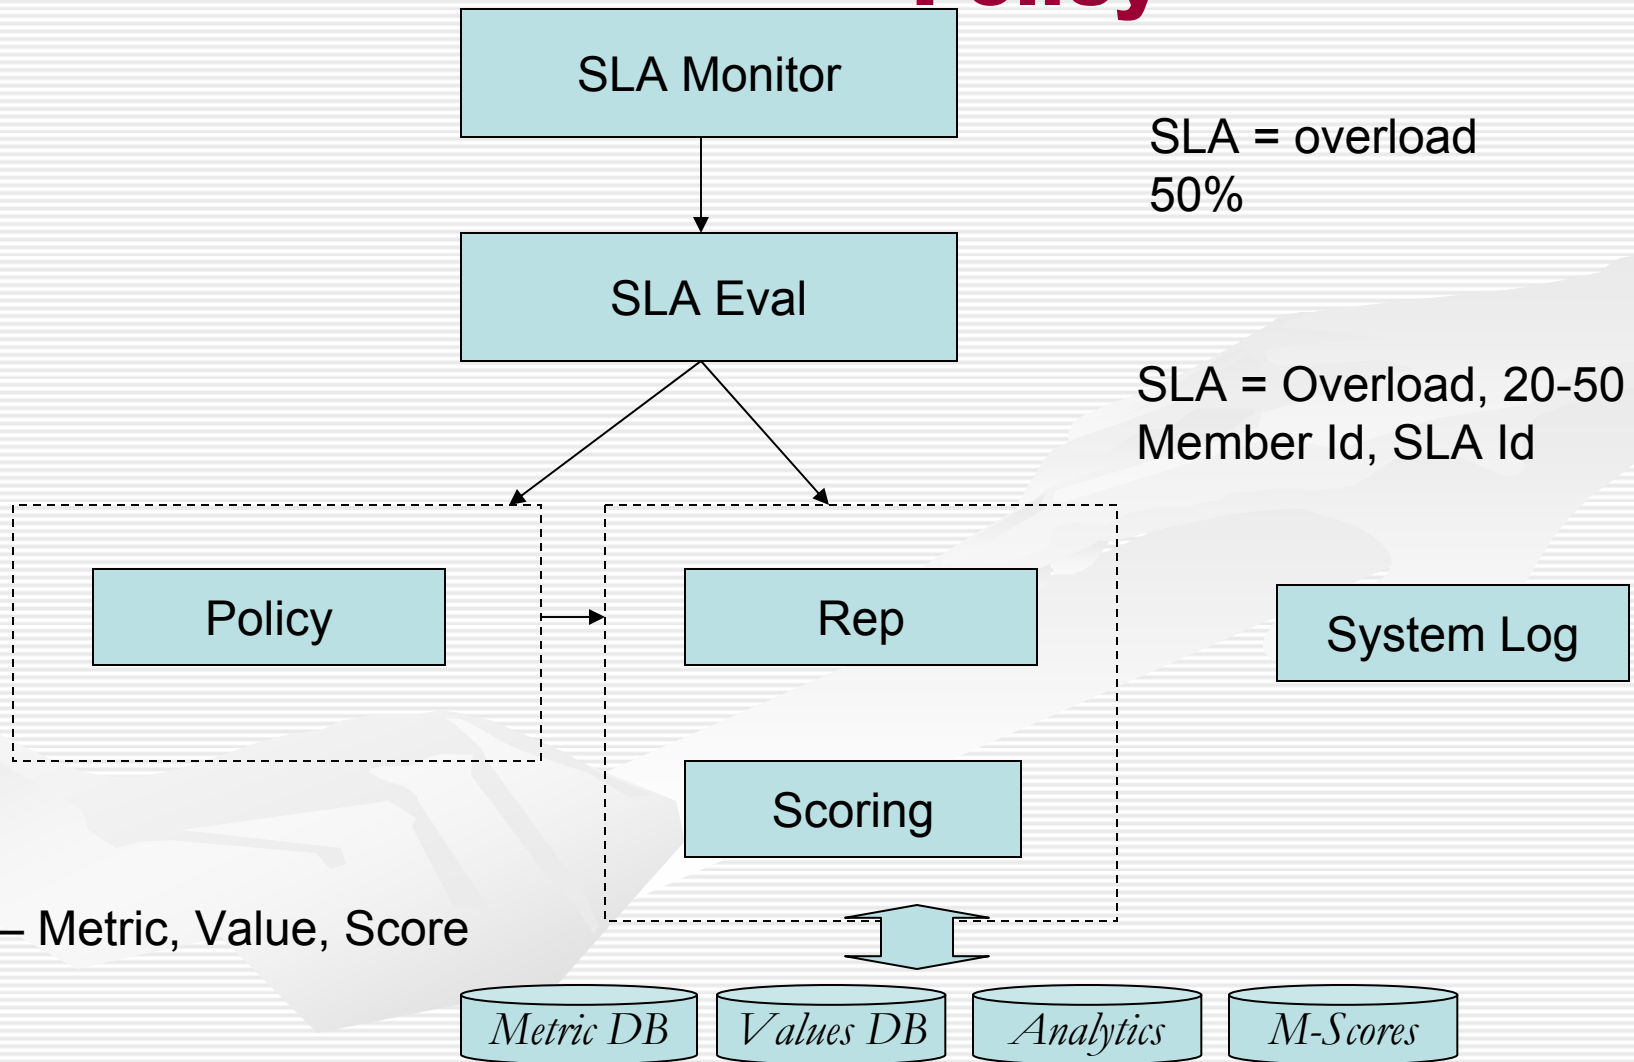 Policy
SLA Monitor
SLA = overload
50%
SLA Eval
SLA = Overload, 20-50
Member Id, SLA Id
Policy
Rep
System Log
Scoring
– Metric, Value, Score
Metric DB
Values DB
Analytics
M-Scores